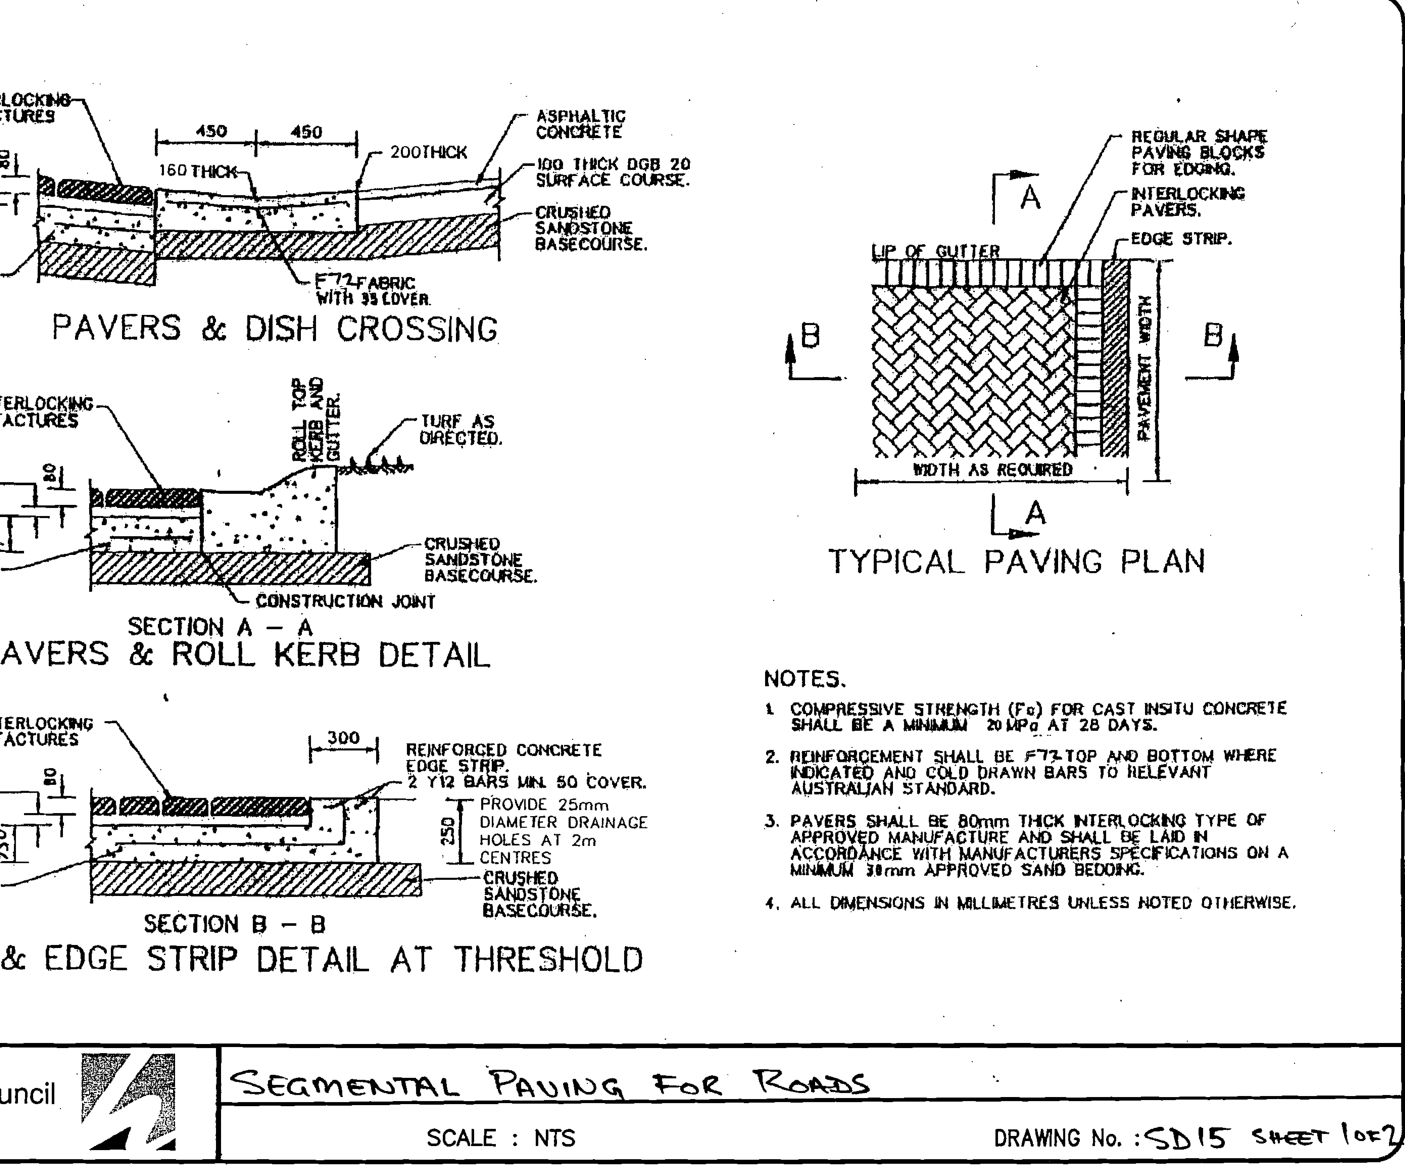 RLOCKING
CTURES
80
450
450
160 THICK
200THICK
ASPHALTIC
CONCRETE
100 THICK DGB 20
SURFACE COURSE.
CRUSHED
SANDSTONE
BASECOURSE.
F72 FABRIC
WITH 35 COVER.
PAVERS & DISH CROSSING
TERLOCKING
ACTURES
80
ROLL TOP
KERB AND
GUTTER.
TURF AS
DIRECTED.
CRUSHED
SANDSTONE
BASECOURSE.
CONSTRUCTION JOINT
SECTION A - A
AVERS & ROLL KERB DETAIL
TERLOCKING
ACTURES
80
300
REINFORCED CONCRETE
EDGE STRIP.
2 Y12 BARS MIN. 50 COVER.
250
PROVIDE 25mm
DIAMETER DRAINAGE
HOLES AT 2m
CENTRES
CRUSHED
SANDSTONE
BASECOURSE.
SECTION B - B
& EDGE STRIP DETAIL AT THRESHOLD
REGULAR SHAPE
PAVING BLOCKS
FOR EDGING.
INTERLOCKING
PAVERS.
EDGE STRIP.
A
LIP OF GUTTER
B
B
PAVEMENT WIDTH
WIDTH AS REQUIRED
A
TYPICAL PAVING PLAN
NOTES.
1. COMPRESSIVE STRENGTH (Fc) FOR CAST INSITU CONCRETE
SHALL BE A MINIMUM 20 MPa AT 28 DAYS.
2. REINFORCEMENT SHALL BE F72 TOP AND BOTTOM WHERE
INDICATED AND COLD DRAWN BARS TO RELEVANT
AUSTRALIAN STANDARD.
3. PAVERS SHALL BE 80mm THICK INTERLOCKING TYPE OF
APPROVED MANUFACTURE AND SHALL BE LAID IN
ACCORDANCE WITH MANUFACTURERS SPECIFICATIONS ON A
MINIMUM 30mm APPROVED SAND BEDDING.
4. ALL DIMENSIONS IN MILLIMETRES UNLESS NOTED OTHERWISE.
uncil
SEGMENTAL PAVING FOR ROADS
SCALE : NTS
DRAWING No. : SD15 SHEET 1 OF 2